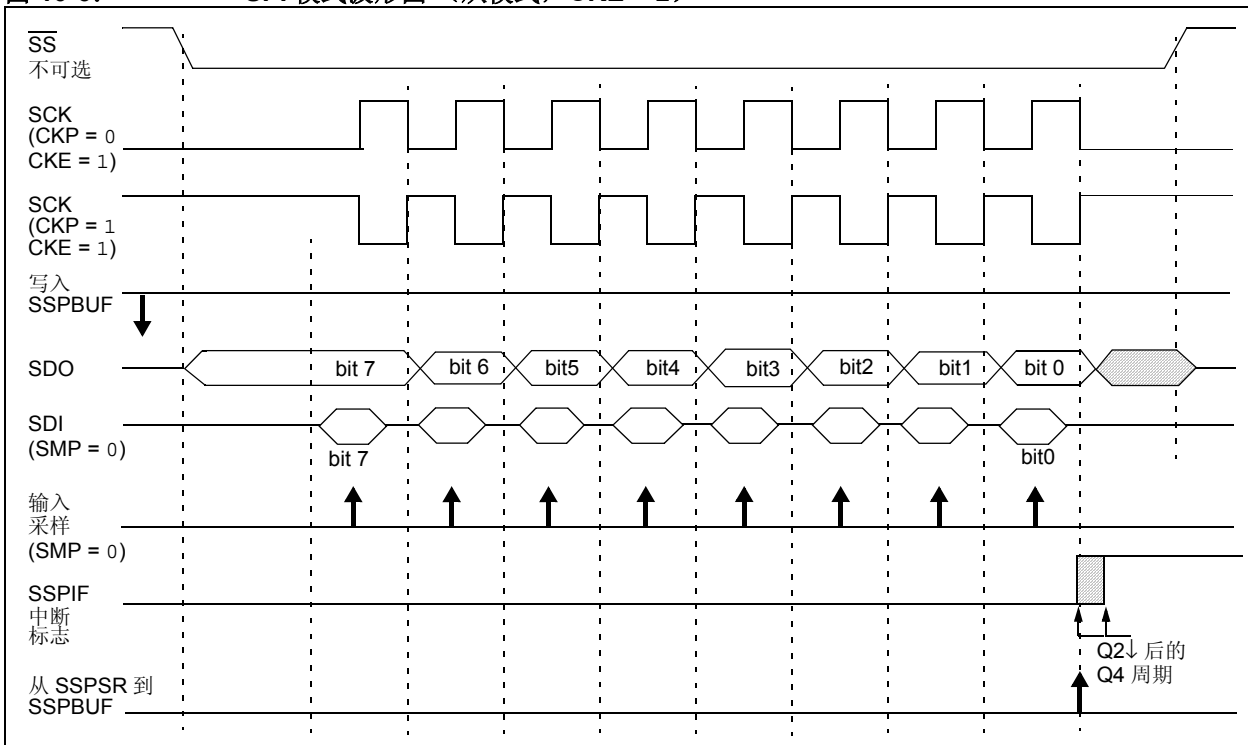 SS
不可选
SCK
(CKP = 0
CKE = 1)
SCK
(CKP = 1
CKE = 1)
写入
SSPBUF
SDO
bit 7
bit 6
bit5
bit4
bit3
bit2
bit1
bit 0
SDI
(SMP = 0)
bit 7
bit0
输入
采样
(SMP = 0)
SSPIF
中断
标志
Q2↓ 后的
Q4 周期
从 SSPSR 到
SSPBUF